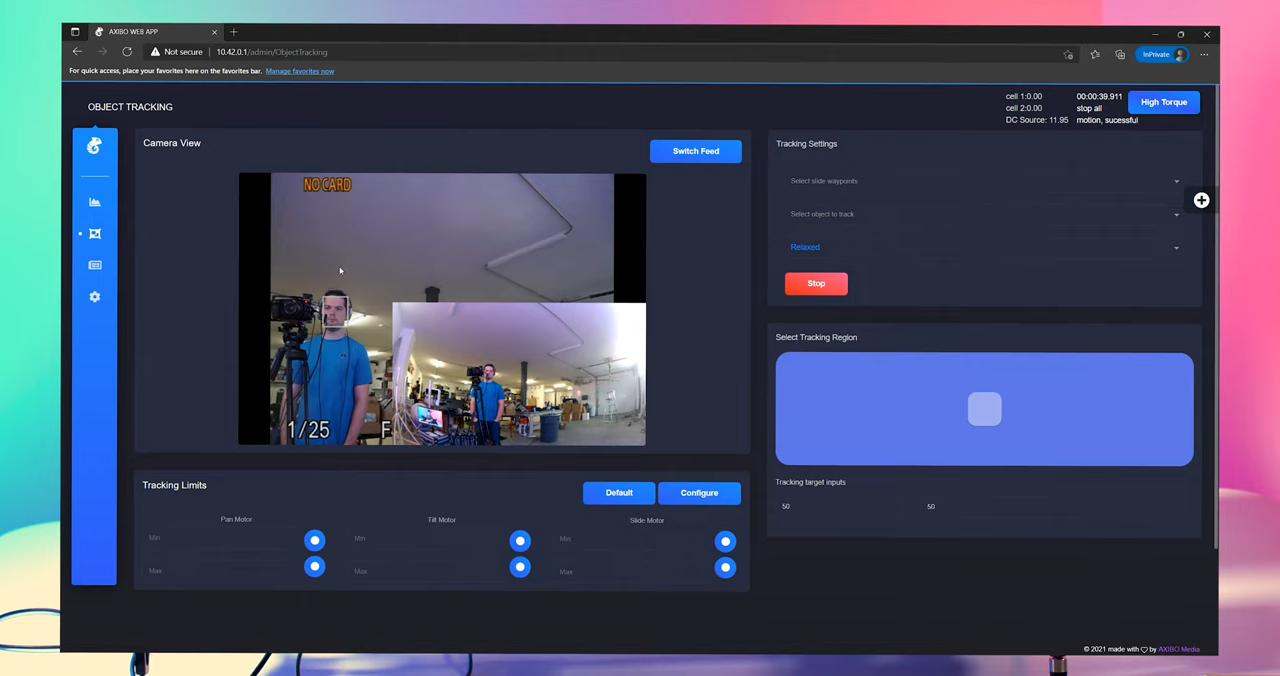 AXIBO WEB APP
Not secure | 10.42.0.1/admin/ObjectTracking
InPrivate
For quick access, place your favorites here on the favorites bar. Manage favorites now
OBJECT TRACKING
cell 1:0.00
cell 2:0.00
DC Source: 11.95
00:00:39.911
stop all
motion, sucessful
High Torque
Camera View
Switch Feed
NO CARD
1/25 F
Tracking Settings
Select slide waypoints
Select object to track
Relaxed
Stop
Select Tracking Region
Tracking target inputs
50 50
Tracking Limits
Default
Configure
Pan Motor
Min
Max
Tilt Motor
Min
Max
Slide Motor
Min
Max
© 2021 made with ♡ by AXIBO Media